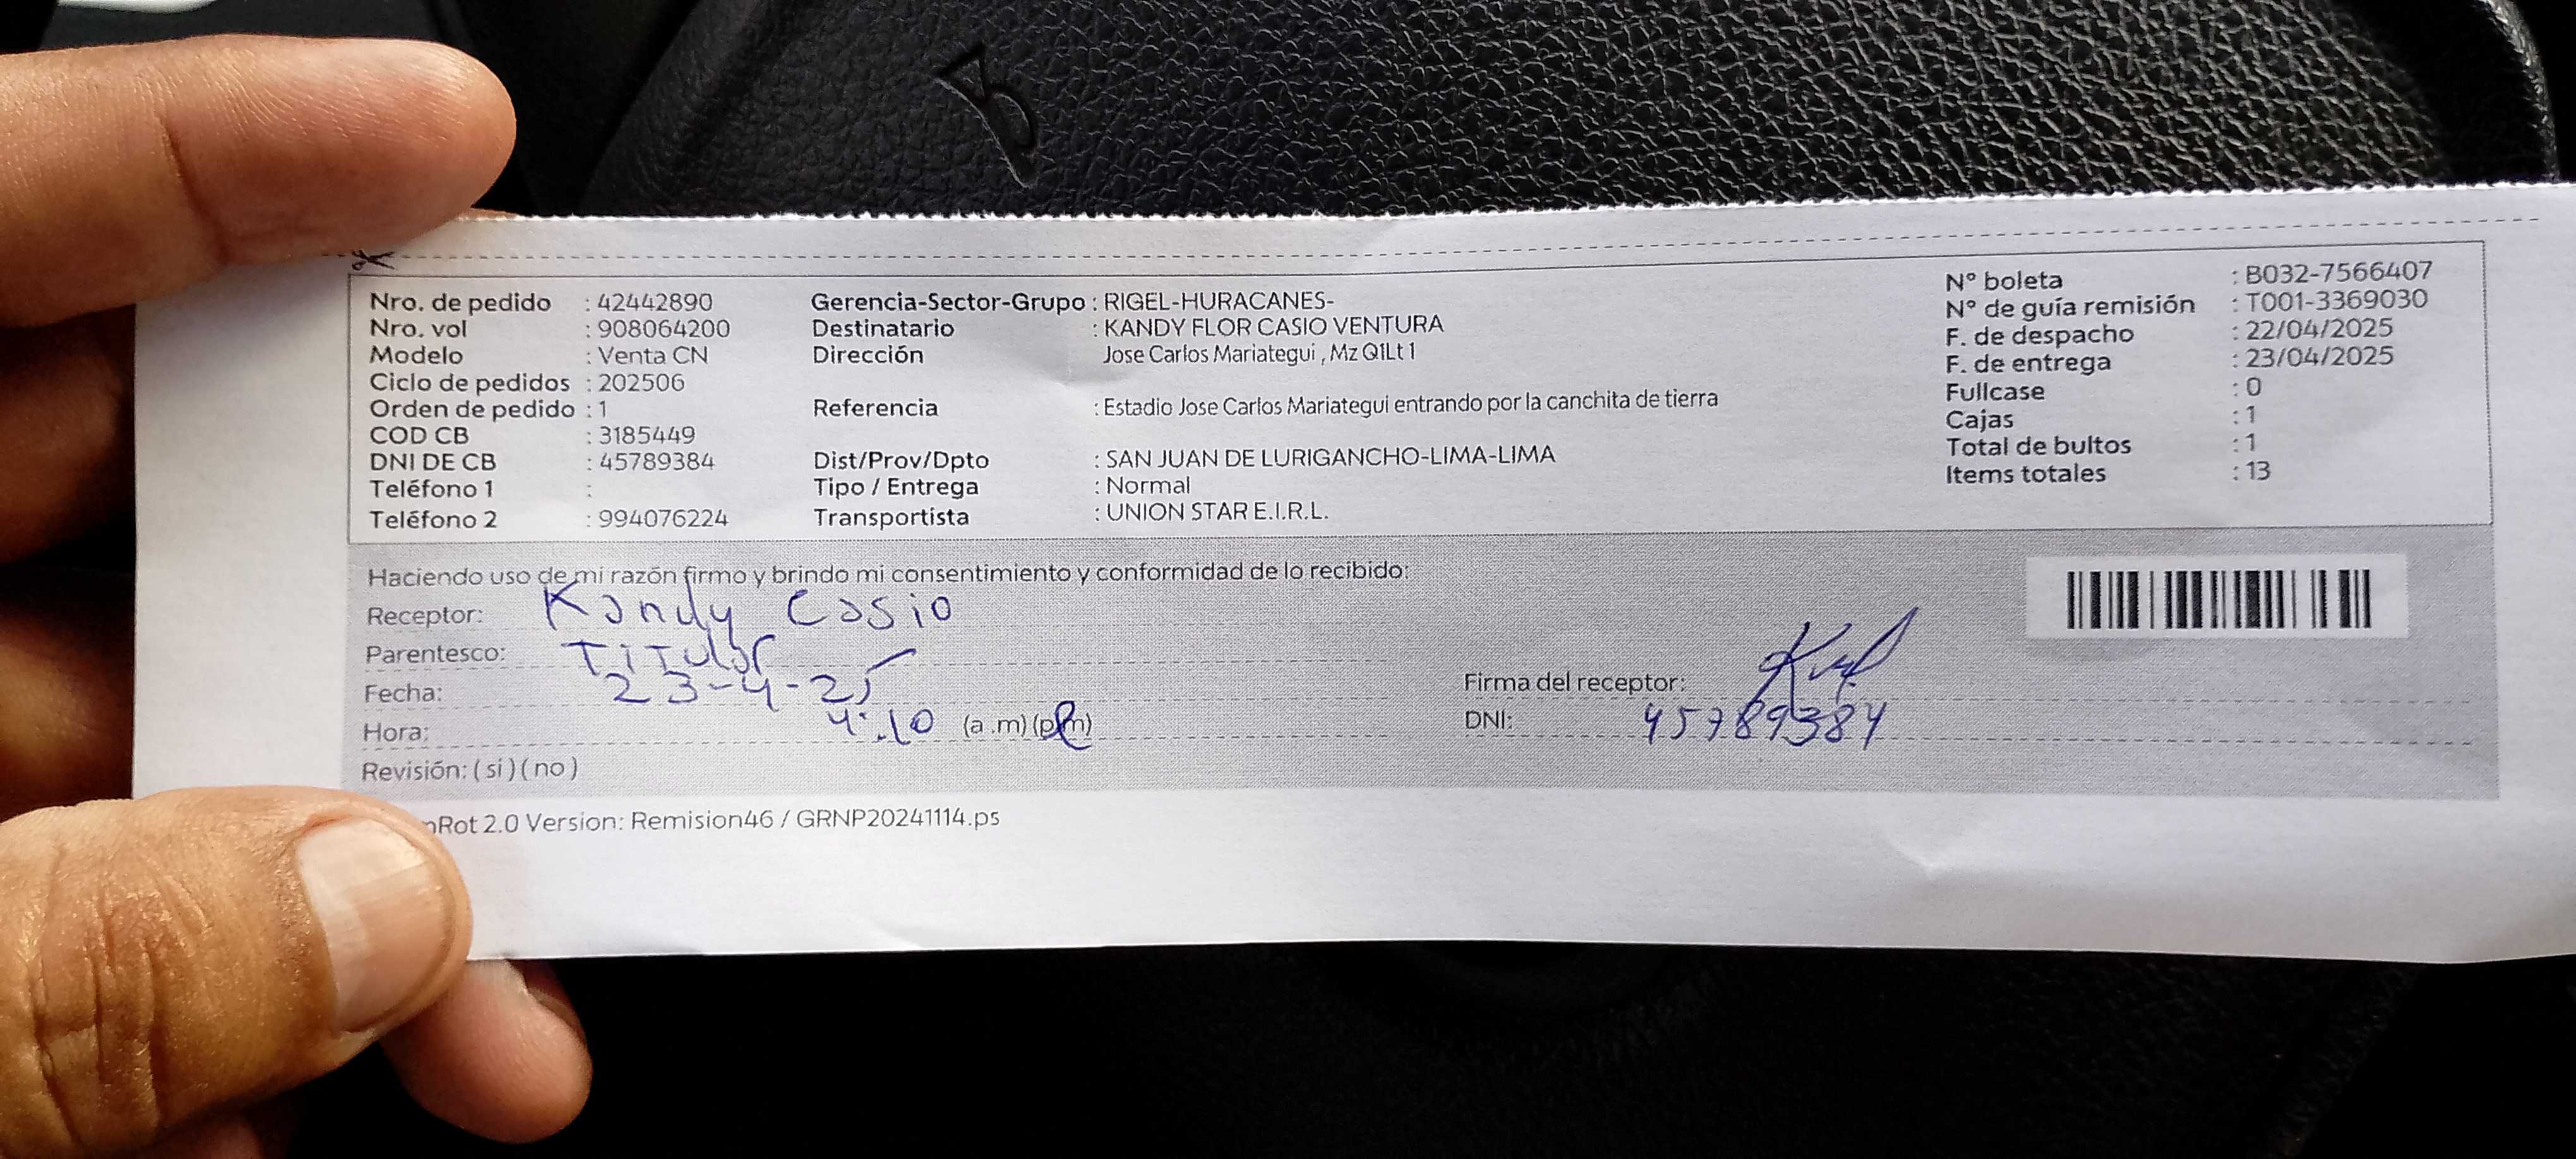 Nro. de pedido : 42442890
Nro. vol : 908064200
Modelo : Venta CN
Ciclo de pedidos : 202506
Orden de pedido : 1
COD CB : 3185449
DNI DE CB : 45789384
Teléfono 1 :
Teléfono 2 : 994076224
Gerencia-Sector-Grupo : RIGEL-HURACANES-
Destinatario : KANDY FLOR CASIO VENTURA
Dirección Jose Carlos Mariategui , Mz Q1Lt 1
Referencia : Estadio Jose Carlos Mariategui entrando por la canchita de tierra
Dist/Prov/Dpto : SAN JUAN DE LURIGANCHO-LIMA-LIMA
Tipo / Entrega : Normal
Transportista : UNION STAR E.I.R.L.
Nº boleta : B032-7566407
Nº de guía remisión : T001-3369030
F. de despacho : 22/04/2025
F. de entrega : 23/04/2025
Fullcase : 0
Cajas : 1
Total de bultos : 1
Items totales : 13
Haciendo uso de mi razón firmo y brindo mi consentimiento y conformidad de lo recibido:
Receptor: Kandy Casio
Parentesco: Titular
Fecha: 23-4-25
Hora: 4:10 (a.m) (p.m)
Revisión: ( si ) ( no )
Firma del receptor:
DNI: 45789384
Rot 2.0 Version: Remision46 / GRNP20241114.ps